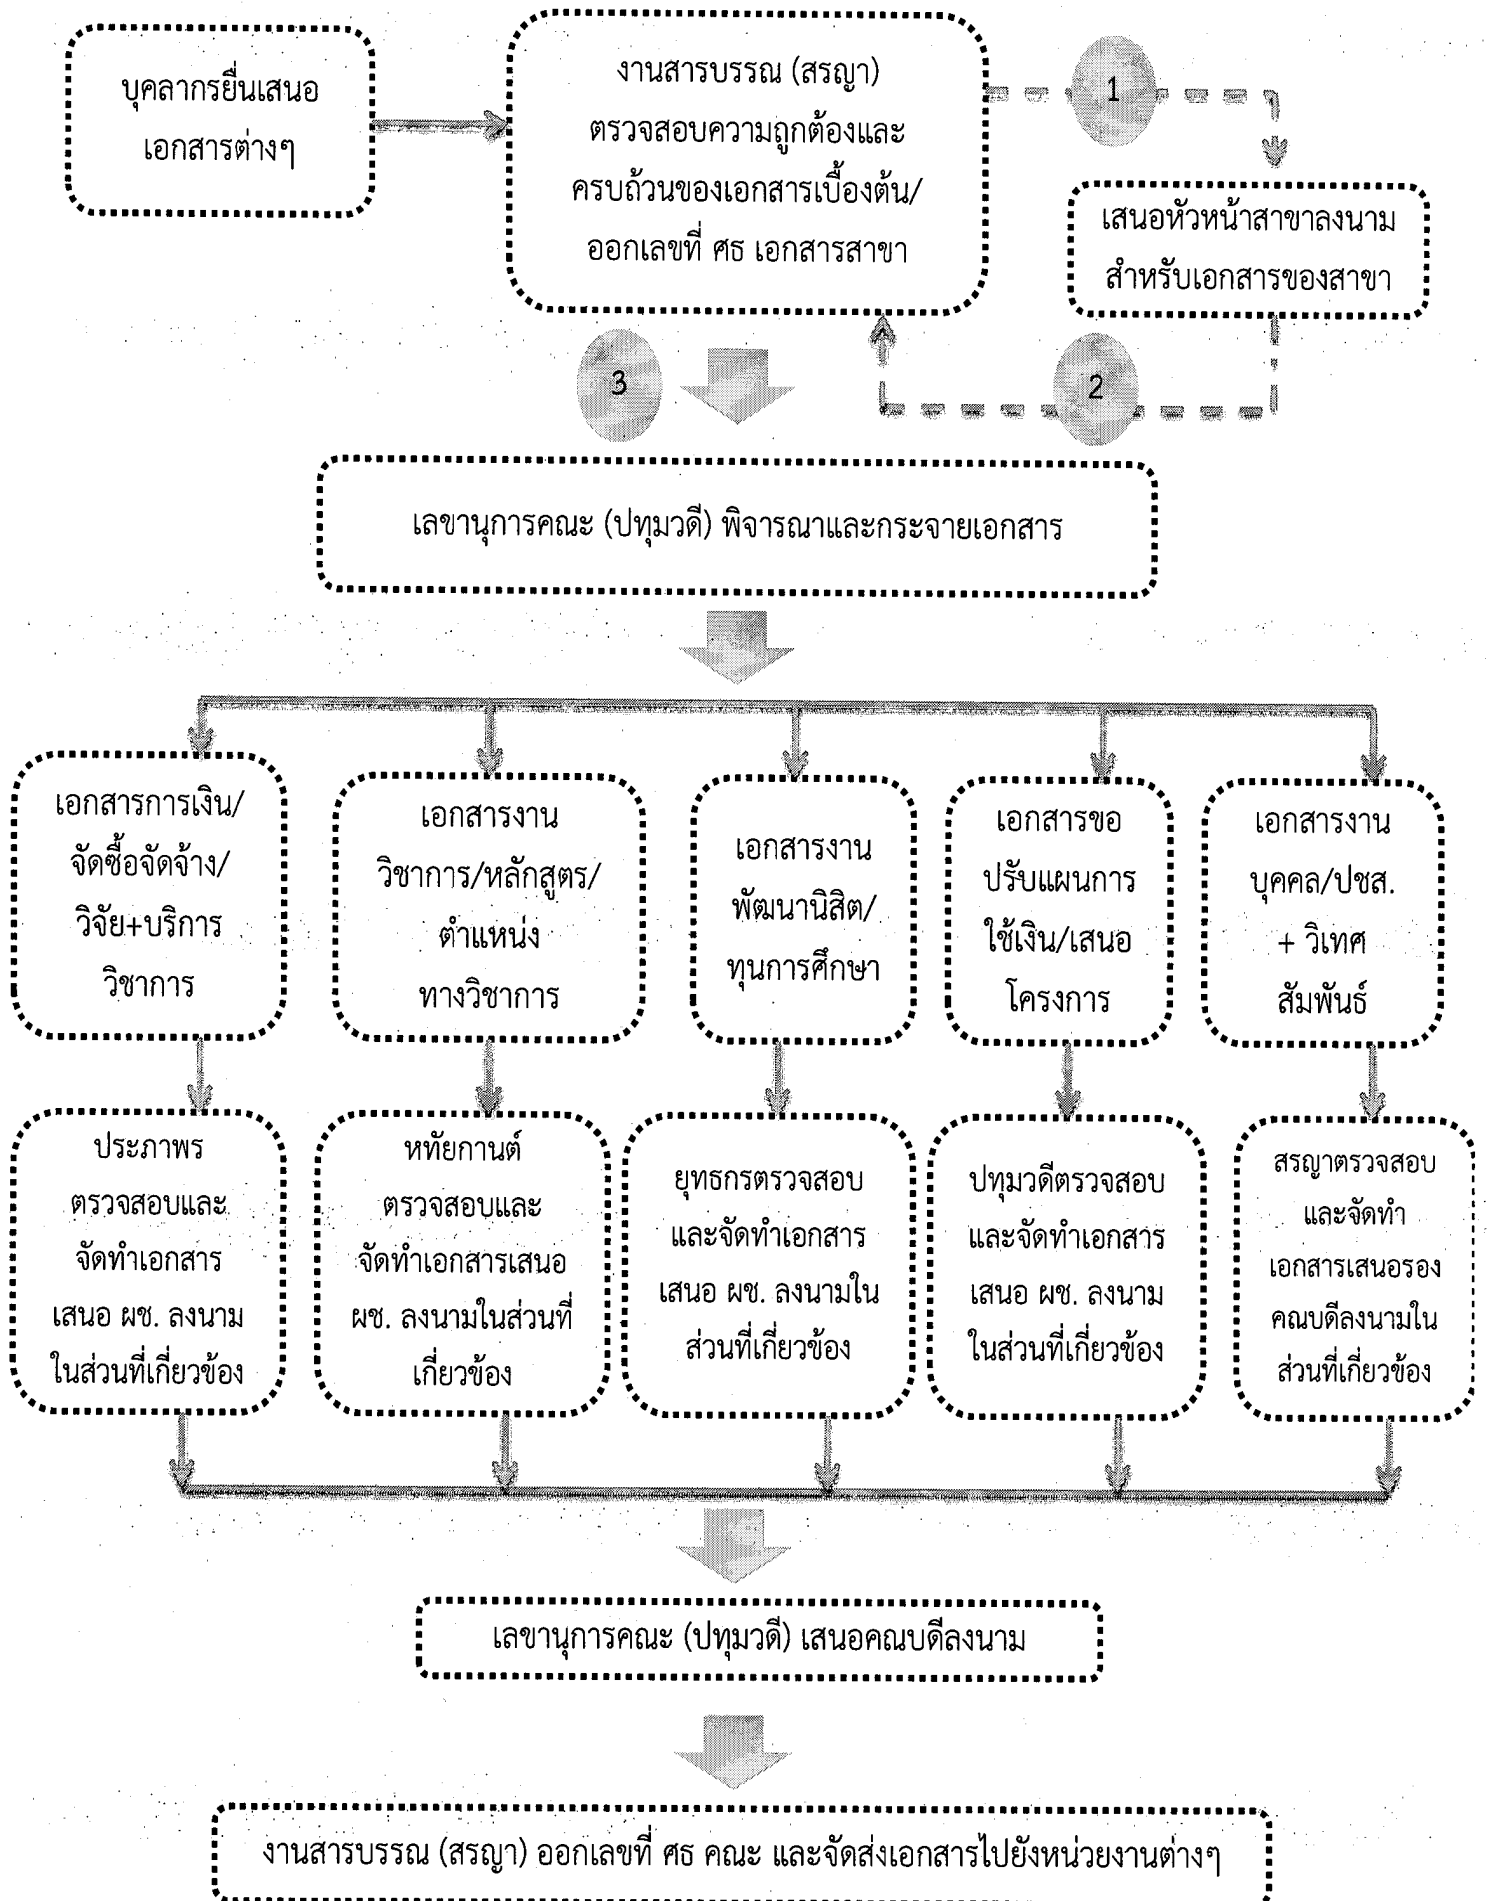 บุคลากรยื่นเสนอ
เอกสารต่างๆ
งานสารบรรณ (สรญา)
ตรวจสอบความถูกต้องและ
ครบถ้วนของเอกสารเบื้องต้น/
ออกเลขที่ ศธ เอกสารสาขา
1
เสนอหัวหน้าสาขาลงนาม
สำหรับเอกสารของสาขา
2
3
เลขานุการคณะ (ปทุมวดี) พิจารณาและกระจายเอกสาร
เอกสารการเงิน/
จัดซื้อจัดจ้าง/
วิจัย+บริการ
วิชาการ
เอกสารงาน
วิชาการ/หลักสูตร/
ตำแหน่ง
ทางวิชาการ
เอกสารงาน
พัฒนานิสิต/
ทุนการศึกษา
เอกสารขอ
ปรับแผนการ
ใช้เงิน/เสนอ
โครงการ
เอกสารงาน
บุคคล/ปชส.
+ วิเทศ
สัมพันธ์
ประภาพร
ตรวจสอบและ
จัดทำเอกสาร
เสนอ ผช. ลงนาม
ในส่วนที่เกี่ยวข้อง
หทัยกานต์
ตรวจสอบและ
จัดทำเอกสารเสนอ
ผช. ลงนามในส่วนที่
เกี่ยวข้อง
ยุทธกรตรวจสอบ
และจัดทำเอกสาร
เสนอ ผช. ลงนามใน
ส่วนที่เกี่ยวข้อง
ปทุมวดีตรวจสอบ
และจัดทำเอกสาร
เสนอ ผช. ลงนาม
ในส่วนที่เกี่ยวข้อง
สรญาตรวจสอบ
และจัดทำ
เอกสารเสนอรอง
คณบดีลงนามใน
ส่วนที่เกี่ยวข้อง
เลขานุการคณะ (ปทุมวดี) เสนอคณบดีลงนาม
งานสารบรรณ (สรญา) ออกเลขที่ ศธ คณะ และจัดส่งเอกสารไปยังหน่วยงานต่างๆ